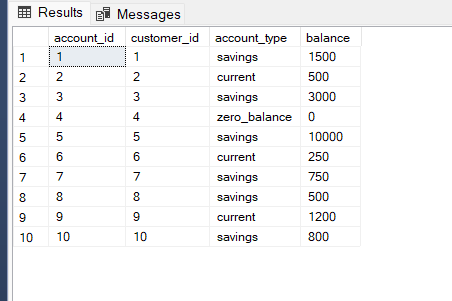 Results Messages
account_id customer_id account_type balance
1 1 1 savings 1500
2 2 2 current 500
3 3 3 savings 3000
4 4 4 zero_balance 0
5 5 5 savings 10000
6 6 6 current 250
7 7 7 savings 750
8 8 8 savings 500
9 9 9 current 1200
10 10 10 savings 800